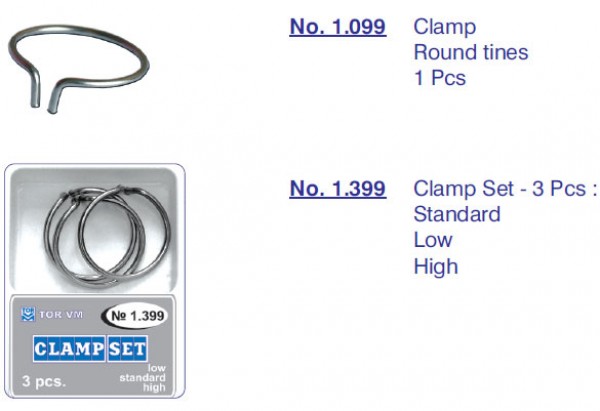 No. 1.099 Clamp
Round tines
1 Pcs
No. 1.399 Clamp Set - 3 Pcs :
Standard
Low
High
TOR VM
№ 1.399
CLAMP SET
low
standard
3 pcs. high